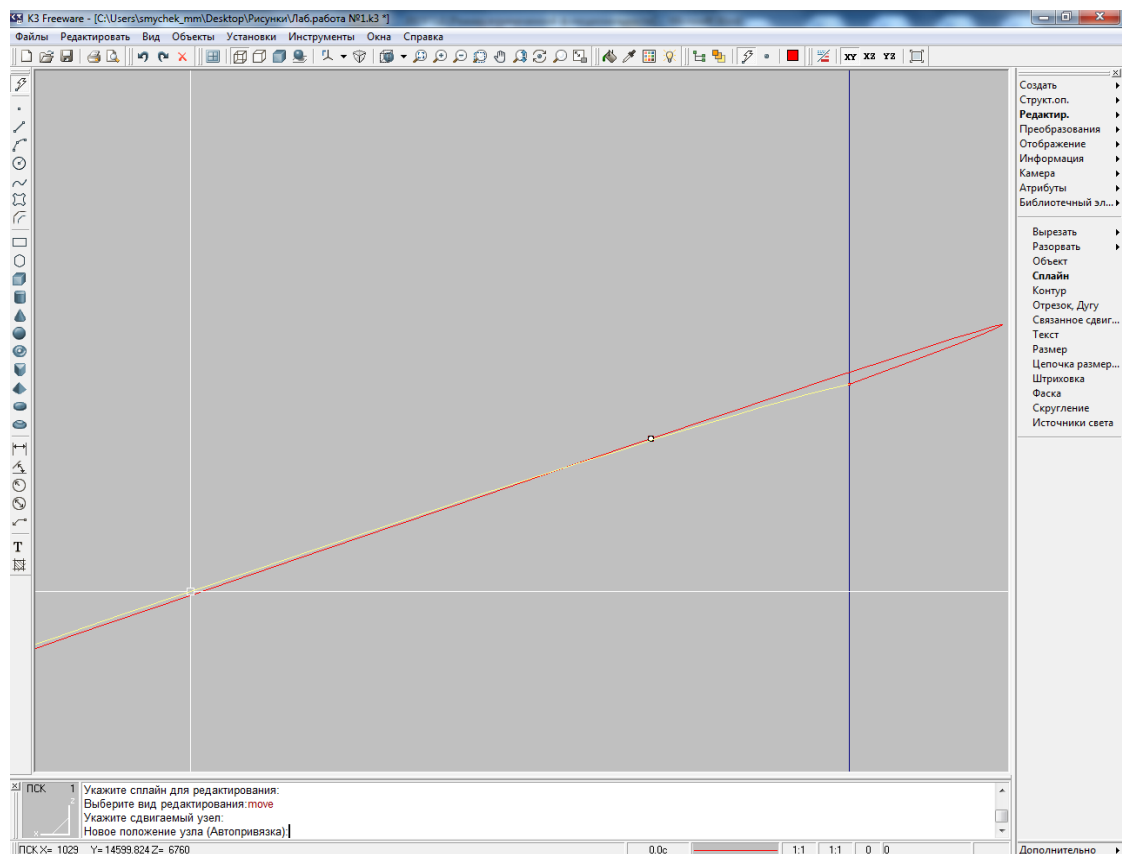 K3 Freeware - [C:\Users\smychek_mm\Desktop\Рисунки\Лаб.работа №1.k3 *]
Файлы Редактировать Вид Объекты Установки Инструменты Окна Справка
XY XZ YZ
Создать
Структ.оп.
Редактир.
Преобразования
Отображение
Информация
Камера
Атрибуты
Библиотечный эл...
Вырезать
Разорвать
Объект
Сплайн
Контур
Отрезок, Дугу
Связанное сдвиг...
Текст
Размер
Цепочка размер...
Штриховка
Фаска
Скругление
Источники света
T
ПСК 1
z
x
Укажите сплайн для редактирования:
Выберите вид редактирования:move
Укажите сдвигаемый узел:
Новое положение узла (Автопривязка):
ПСК X= 1029 Y= 14599.824 Z= 6760 0.0с 1:1 1:1 0 0 Дополнительно